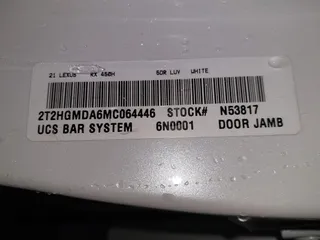 21 LEXUS RX 450H 5DR LUV WHITE
2T2HGMDA6MC064446 STOCK# N53817
UCS BAR SYSTEM 6N0001 DOOR JAMB